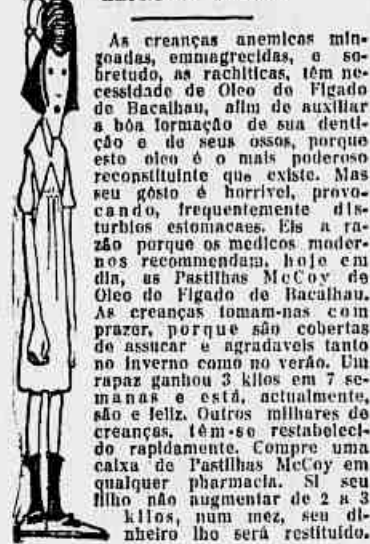 As creanças anemicas min-
goadas, emmagrecidas, e so-
bretudo, as rachiticas, têm ne-
cessidade de Oleo de Figado
de Bacalhau, afim de auxiliar
a bôa formação de sua denti-
ção e de seus ossos, porque
esto oleo é o mais poderoso
reconstituinte que existe. Mas
seu gôsto é horrivel, provo-
cando, frequentemente dis-
turbios estomacaes. Eis a ra-
zão porque os medicos moder-
nos recommendam, hoje em
dia, as Pastilhas McCoy de
Oleo de Figado de Bacalhau.
As creanças tomam-nas com
prazer, porque são cobertas
de assucar e agradaveis tanto
no inverno como no verão. Um
rapaz ganhou 3 kilos em 7 se-
manas e está, actualmente,
são e feliz. Outros milhares de
creanças, têm-se restabeleci-
do rapidamente. Compre uma
caixa de Pastilhas McCoy em
qualquer pharmacia. Si seu
filho não augmentar de 2 a 3
kilos, num mez, seu di-
nheiro lho será restituido.